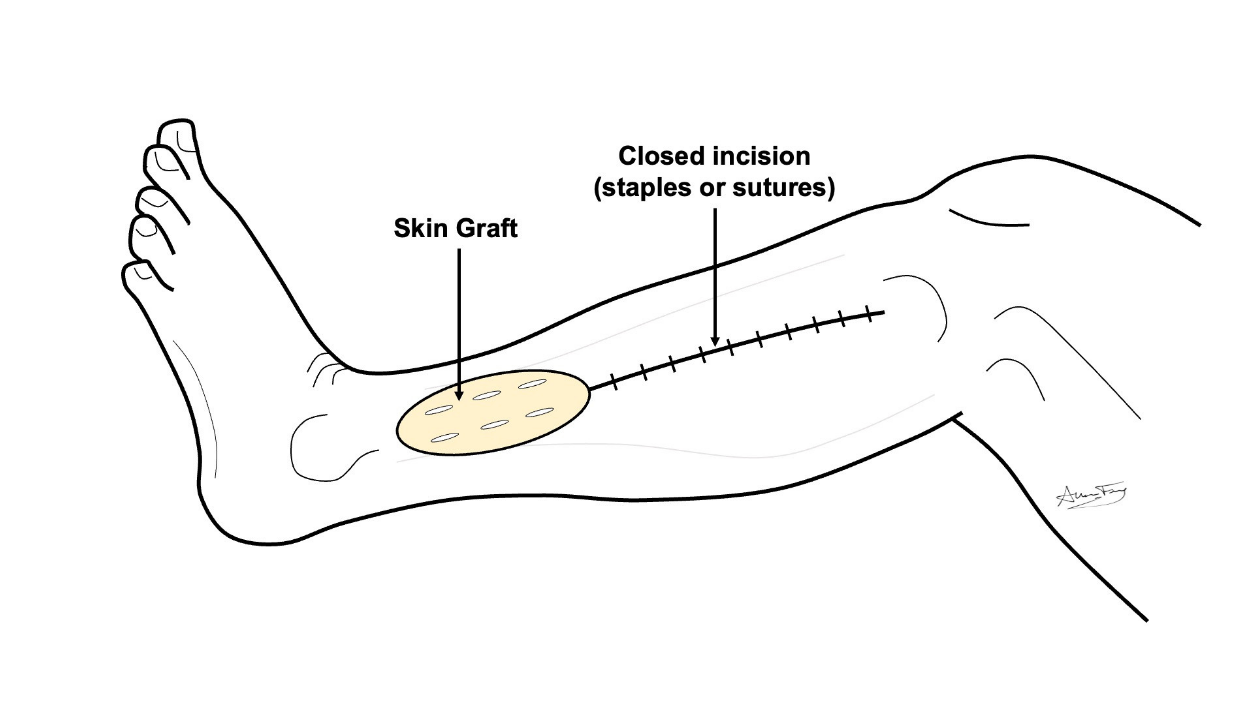 Closed incision
(staples or sutures)
Skin Graft